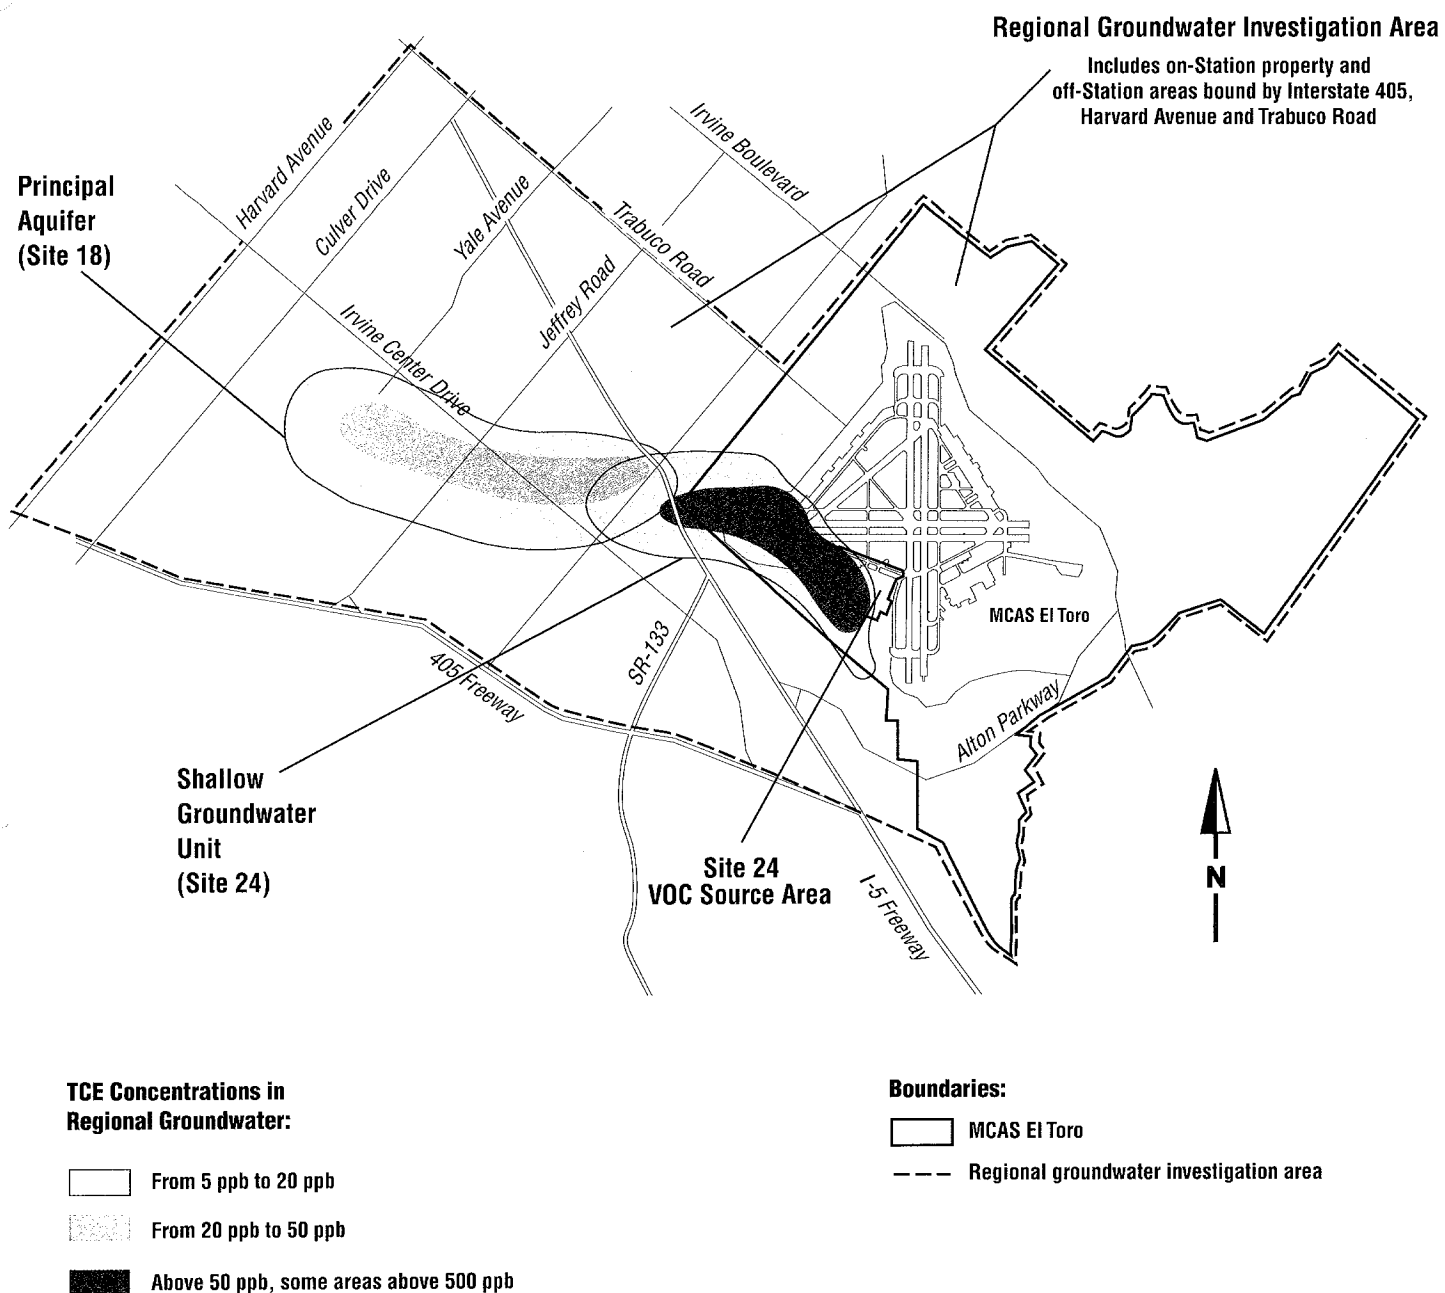 Regional Groundwater Investigation Area
Includes on-Station property and
off-Station areas bound by Interstate 405,
Harvard Avenue and Trabuco Road
Principal
Aquifer
(Site 18)
Harvard Avenue
Culver Drive
Yale Avenue
Irvine Boulevard
Trabuco Road
Jeffrey Road
Irvine Center Drive
MCAS El Toro
SR-133
405 Freeway
Alton Parkway
Shallow
Groundwater
Unit
(Site 24)
Site 24
VOC Source Area
I-5 Freeway
N
TCE Concentrations in
Regional Groundwater:
From 5 ppb to 20 ppb
From 20 ppb to 50 ppb
Above 50 ppb, some areas above 500 ppb
Boundaries:
MCAS El Toro
Regional groundwater investigation area